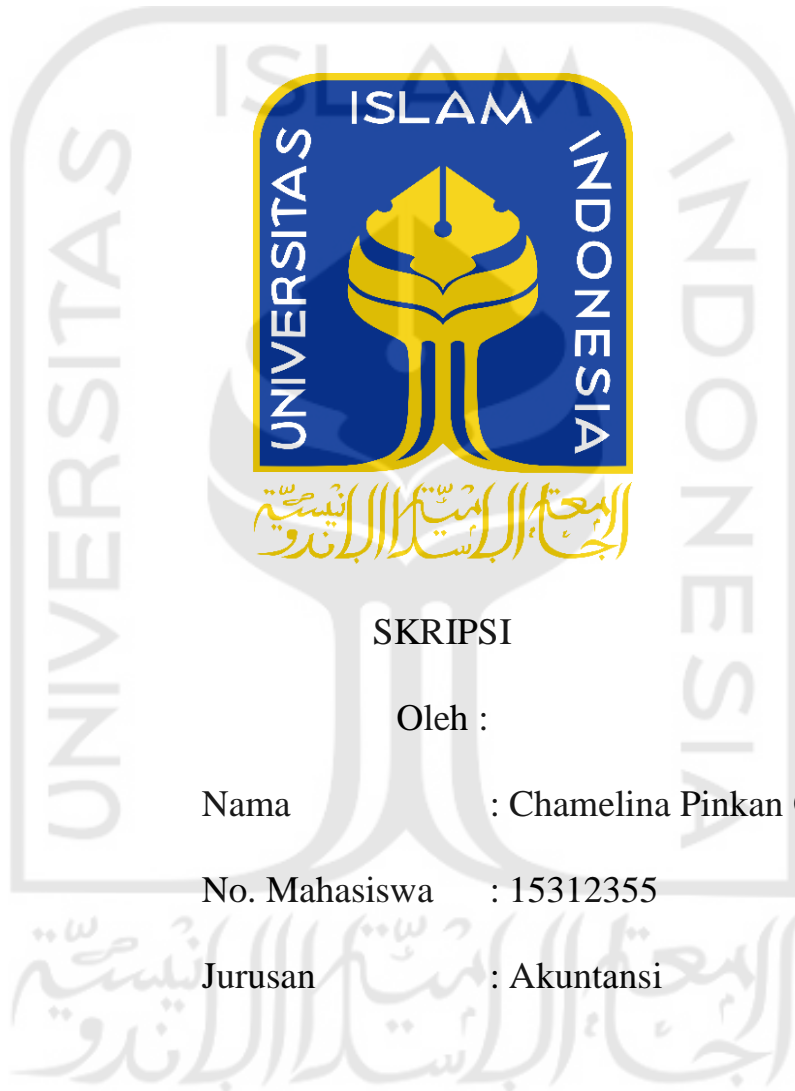 UNIVERSITAS ISLAM INDONESIA
الجامعة الإسلامية الإندونيسية
SKRIPSI
Oleh :
Nama : Chamelina Pinkan
No. Mahasiswa : 15312355
Jurusan : Akuntansi